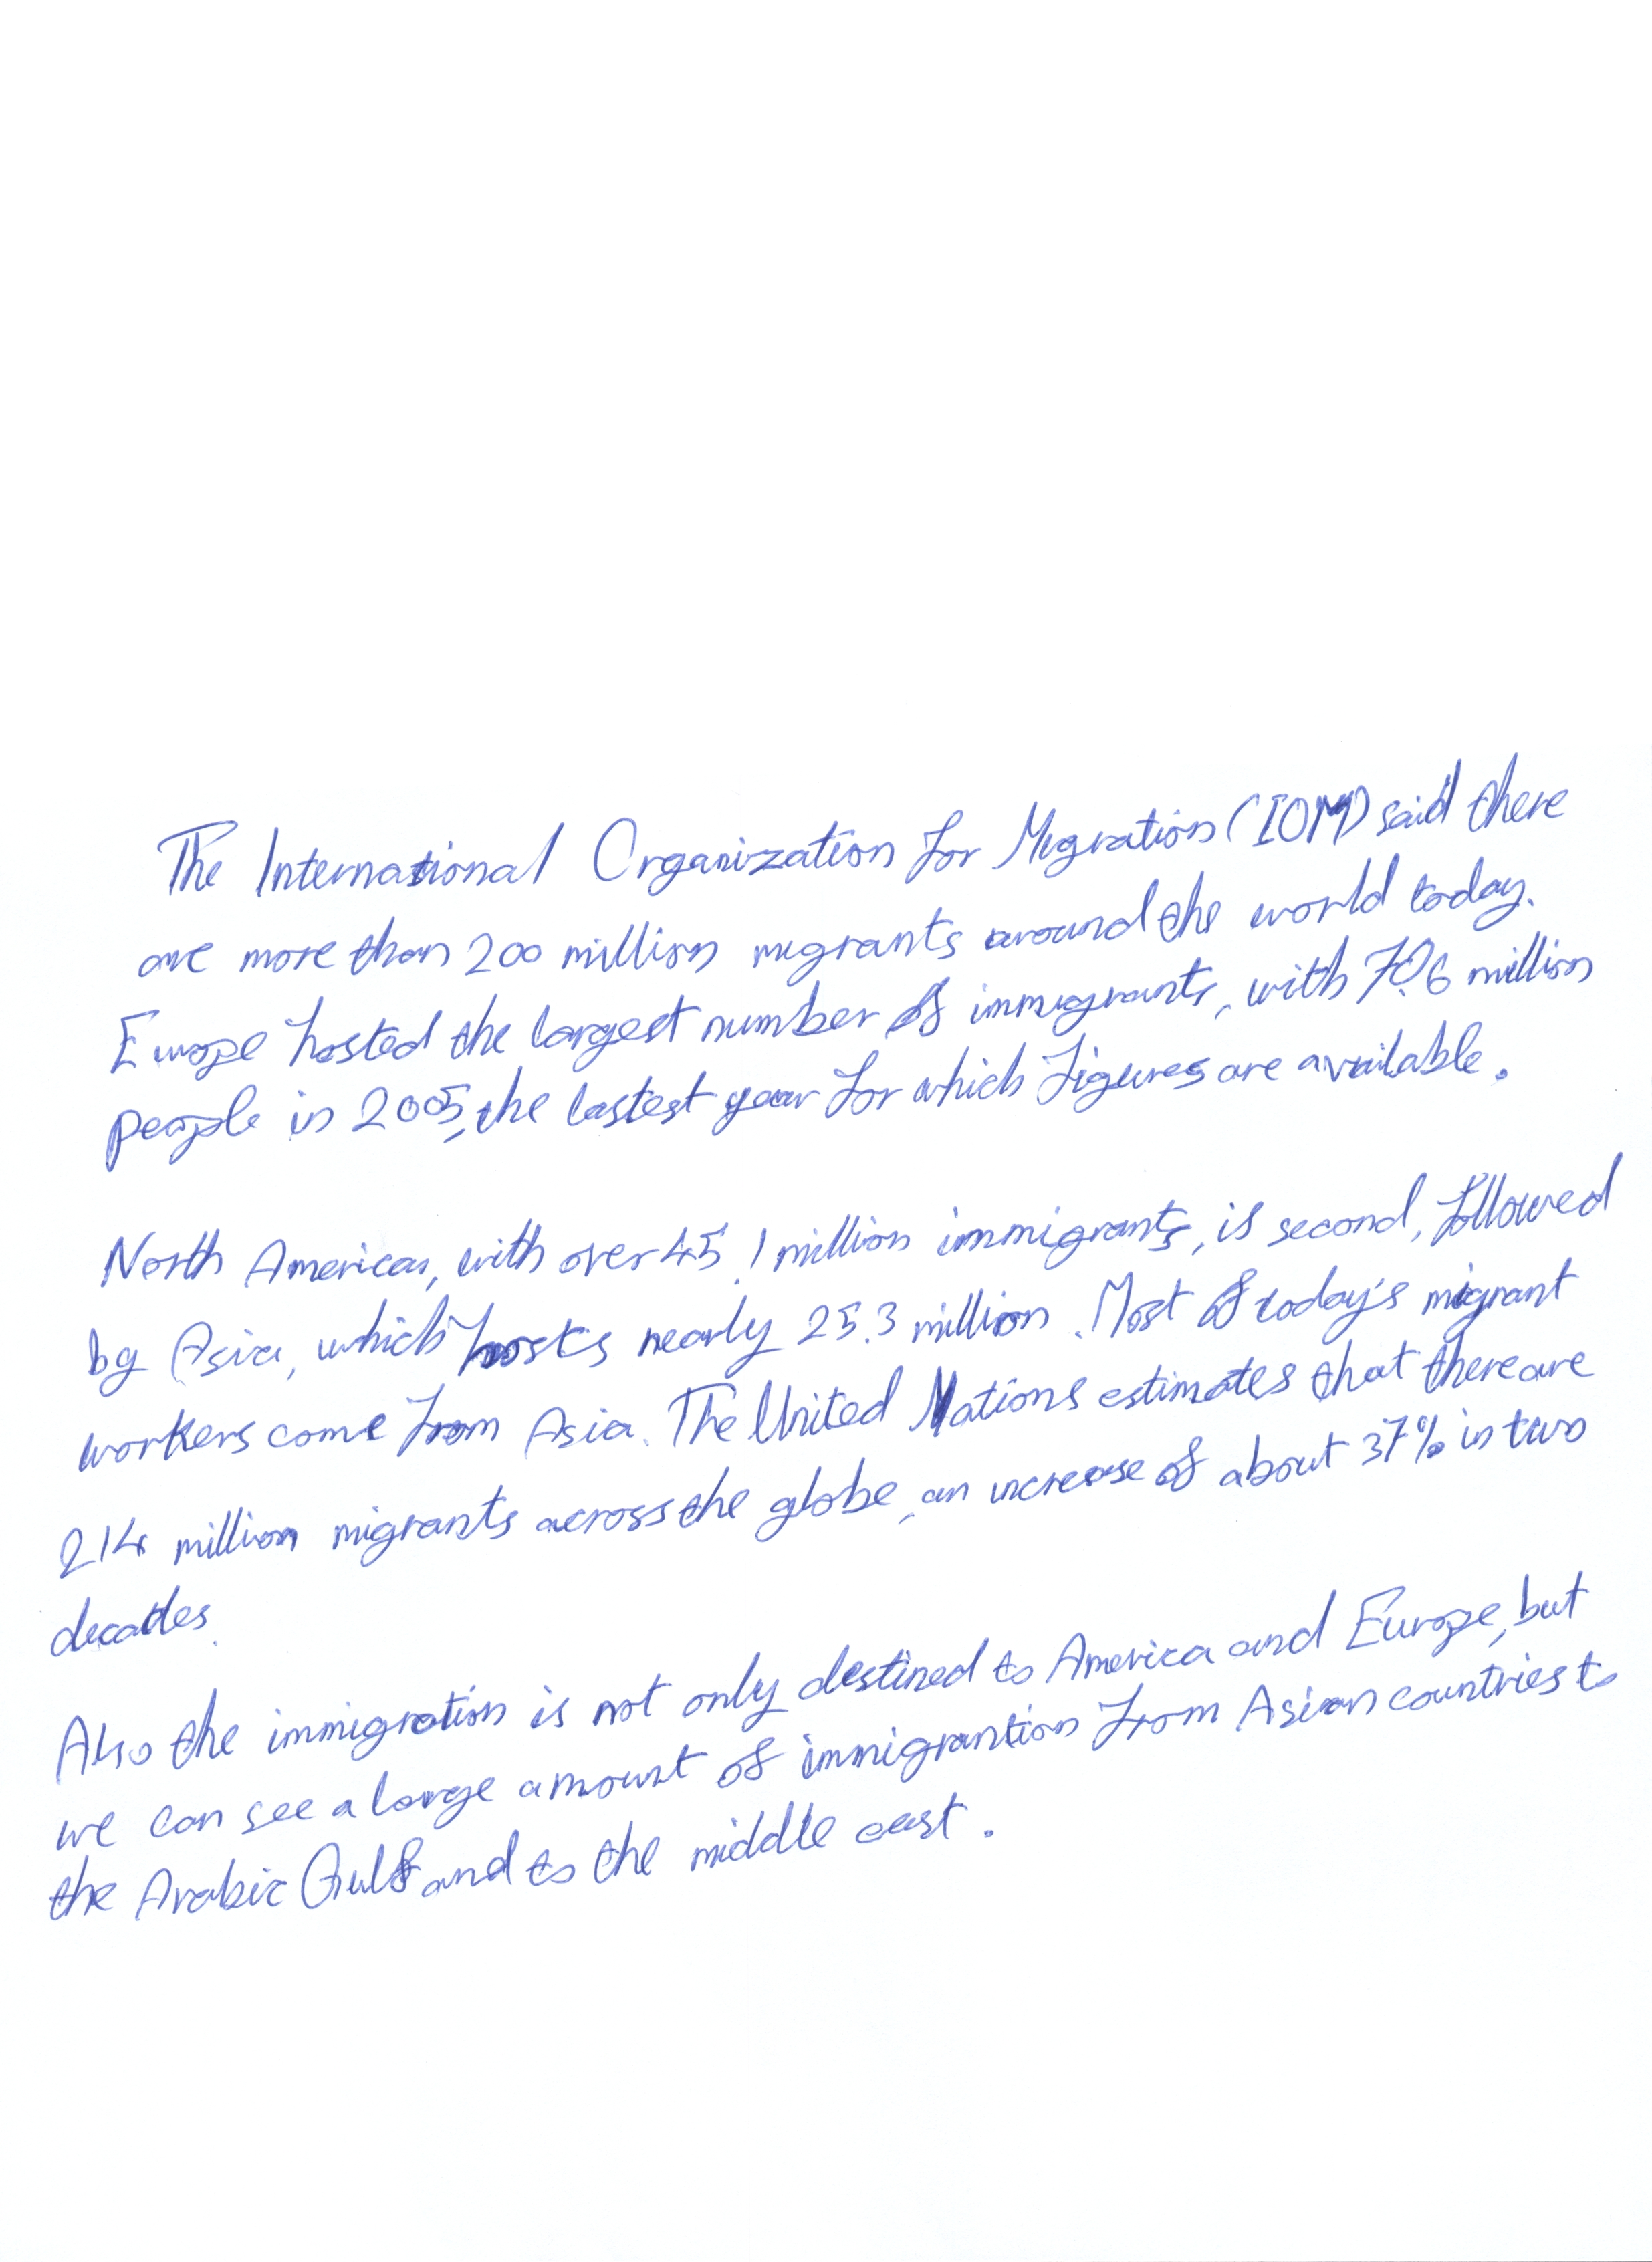 The International Organization for Migration (IOM) said there
are more than 200 million migrants around the world today.
Europe hosted the largest number of immigrants, with 70.6 million
people in 2005, the lastest year for which figures are available.
North America, with over 45.1 million immigrants, is second, followed
by Asia, which hosts nearly 25.3 million. Most of today's migrant
workers come from Asia. The United Nations estimates that there are
214 million migrants across the globe, an increase of about 37% in two
decades.
Also the immigration is not only destined to America and Europe, but
we can see a large amount of immigrantion from Asian countries to
the Arabic Gulf and to the middle east.